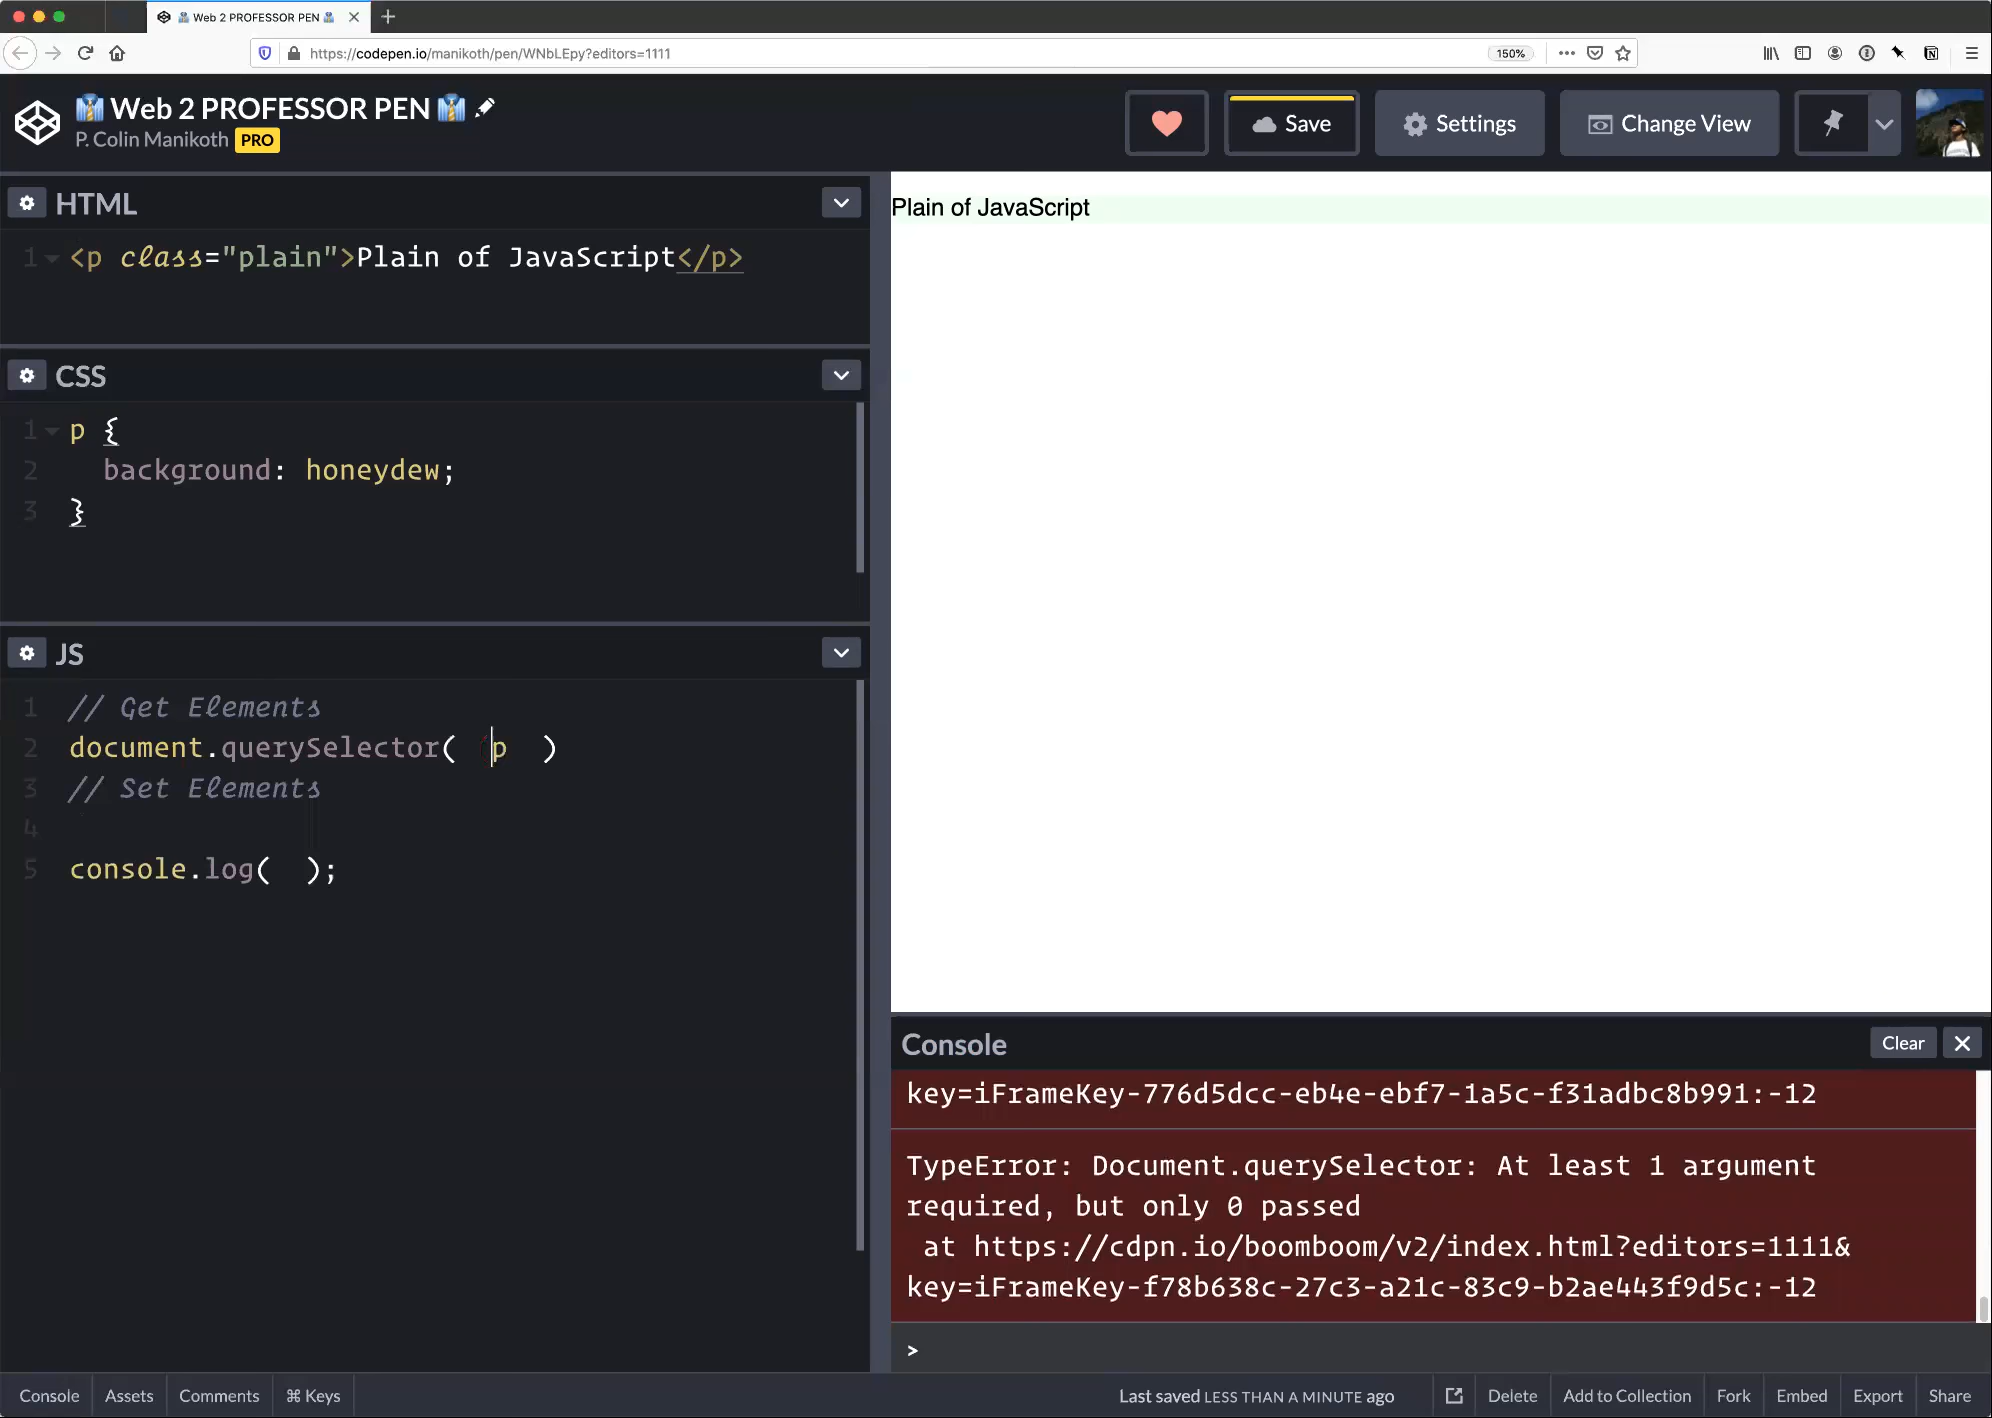 Web 2 PROFESSOR PEN
https://codepen.io/manikoth/pen/WNbLEpy?editors=1111
150%
Web 2 PROFESSOR PEN
P. Colin Manikoth PRO
Save
Settings
Change View
HTML
1 <p class="plain">Plain of JavaScript</p>
CSS
1 p {
2 background: honeydew;
3 }
JS
1 // Get Elements
2 document.querySelector( p )
3 // Set Elements
4
5 console.log( );
Plain of JavaScript
Console
Clear
key=iFrameKey-776d5dcc-eb4e-ebf7-1a5c-f31adbc8b991:-12
TypeError: Document.querySelector: At least 1 argument
required, but only 0 passed
at https://cdpn.io/boomboom/v2/index.html?editors=1111&
key=iFrameKey-f78b638c-27c3-a21c-83c9-b2ae443f9d5c:-12
>
Console
Assets
Comments
⌘ Keys
Last saved LESS THAN A MINUTE ago
Delete
Add to Collection
Fork
Embed
Export
Share